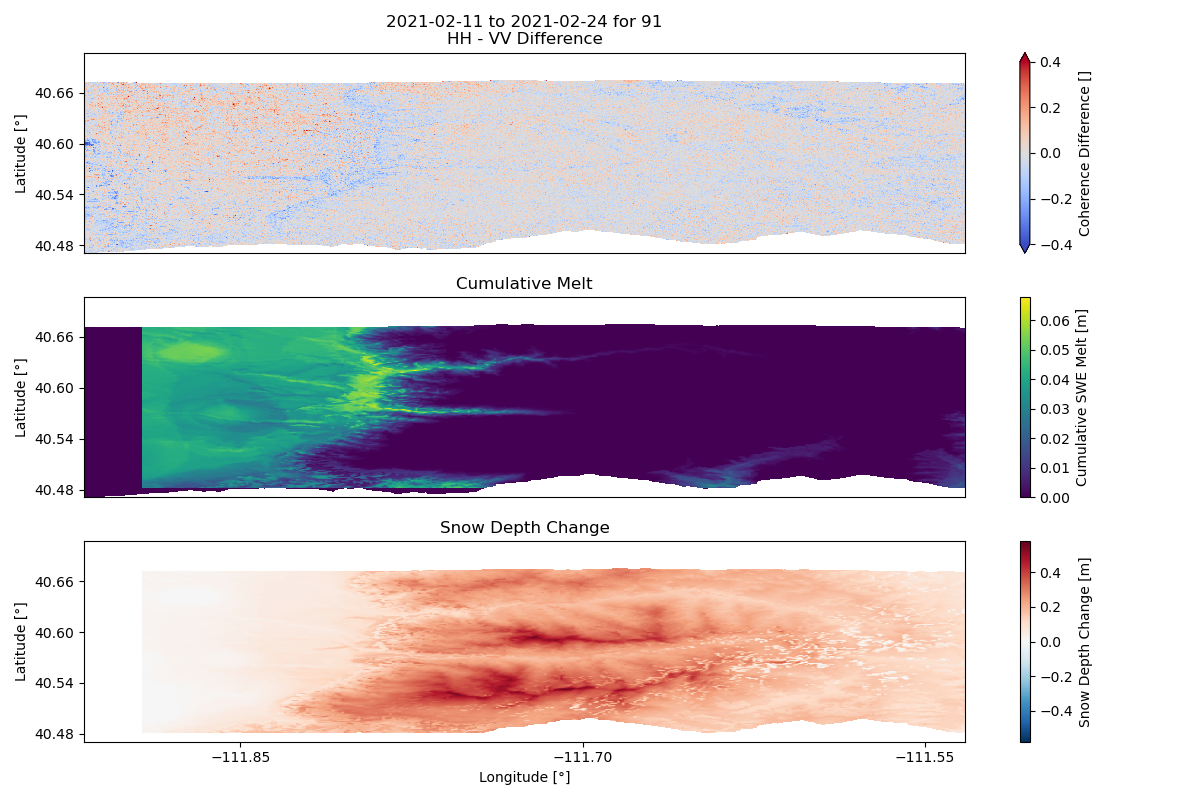 2021-02-11 to 2021-02-24 for 91
HH - VV Difference
Latitude [°]
40.66
40.60
40.54
40.48
0.4
0.2
0.0
−0.2
−0.4
Coherence Difference []
Cumulative Melt
Latitude [°]
40.66
40.60
40.54
40.48
0.06
0.05
0.04
0.03
0.02
0.01
0.00
Cumulative SWE Melt [m]
Snow Depth Change
Latitude [°]
40.66
40.60
40.54
40.48
−111.85
−111.70
−111.55
Longitude [°]
0.4
0.2
0.0
−0.2
−0.4
Snow Depth Change [m]